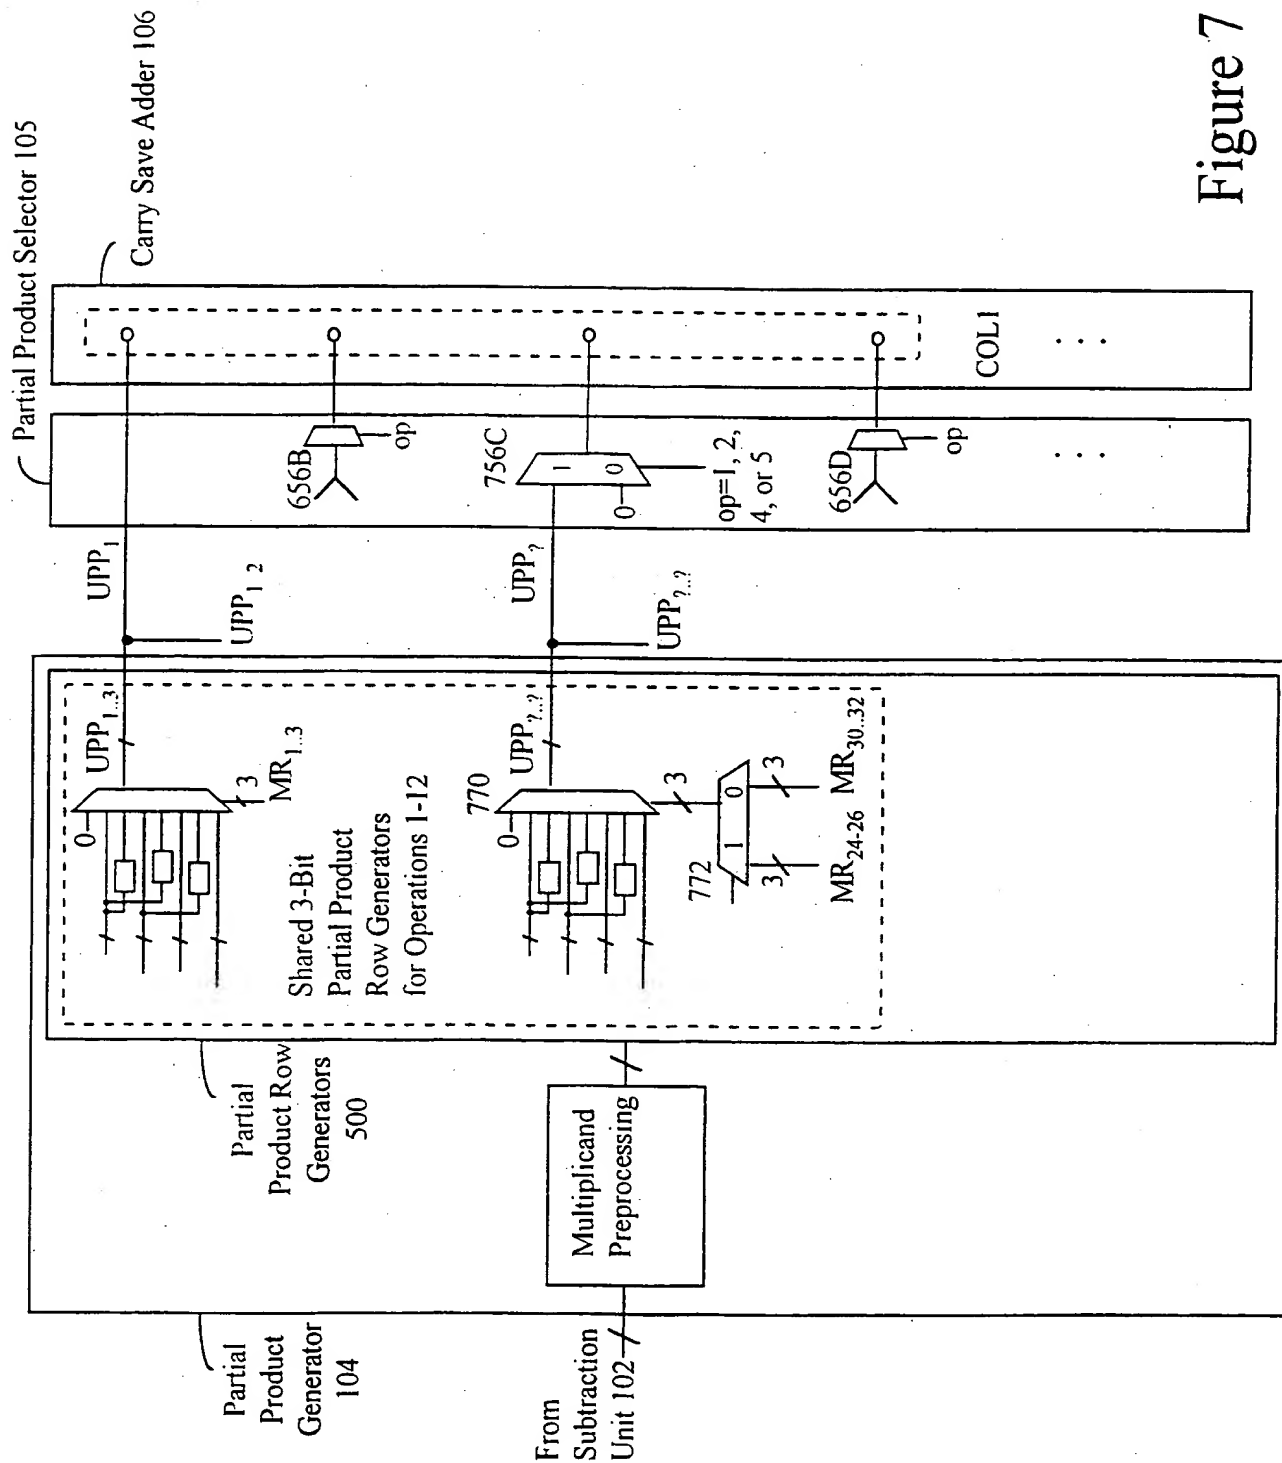 Partial Product Selector 105
Carry Save Adder 106
UPP1
UPP1 2
656B
op
756C
1
0
0
op=1, 2,
4, or 5
656D
op
. . .
COL1
. . .
UPP?
UPP?..?
UPP1...3
0
3
MR1..3
Shared 3-Bit
Partial Product
Row Generators
for Operations 1-12
770
UPP?..?
0
3
772
1
0
3
3
MR24-26
MR30..32
Partial
Product Row
Generators
500
Multiplicand
Preprocessing
Partial
Product
Generator
104
From
Subtraction
Unit 102
Figure 7